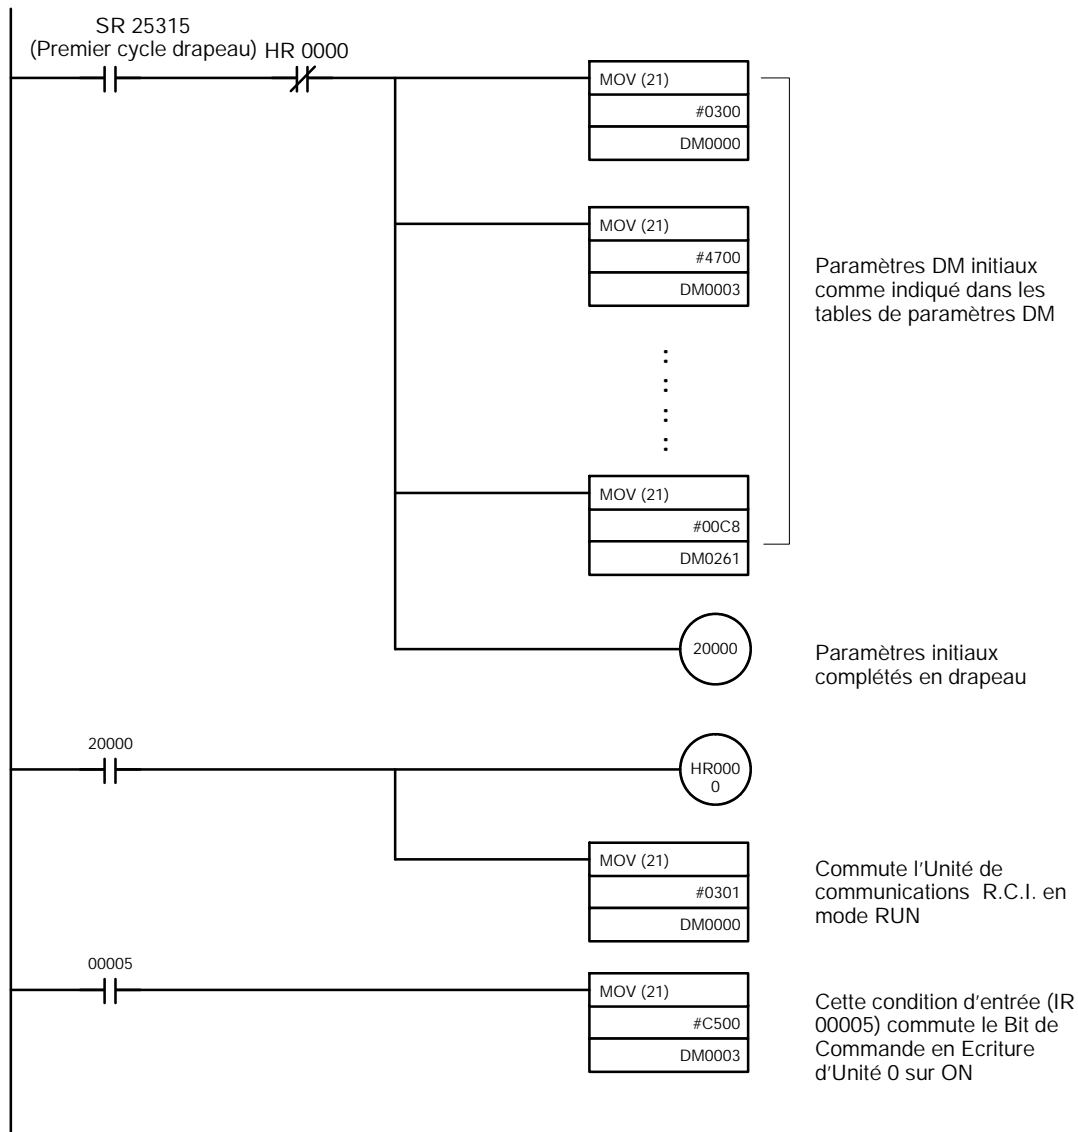 SR 25315
(Premier cycle drapeau) HR 0000
MOV (21)
#0300
DM0000
MOV (21)
#4700
DM0003
Paramètres DM initiaux
comme indiqué dans les
tables de paramètres DM
MOV (21)
#00C8
DM0261
20000
Paramètres initiaux
complétés en drapeau
20000
HR000
0
MOV (21)
#0301
DM0000
Commute l'Unité de
communications R.C.I. en
mode RUN
00005
MOV (21)
#C500
DM0003
Cette condition d'entrée (IR
00005) commute le Bit de
Commande en Ecriture
d'Unité 0 sur ON